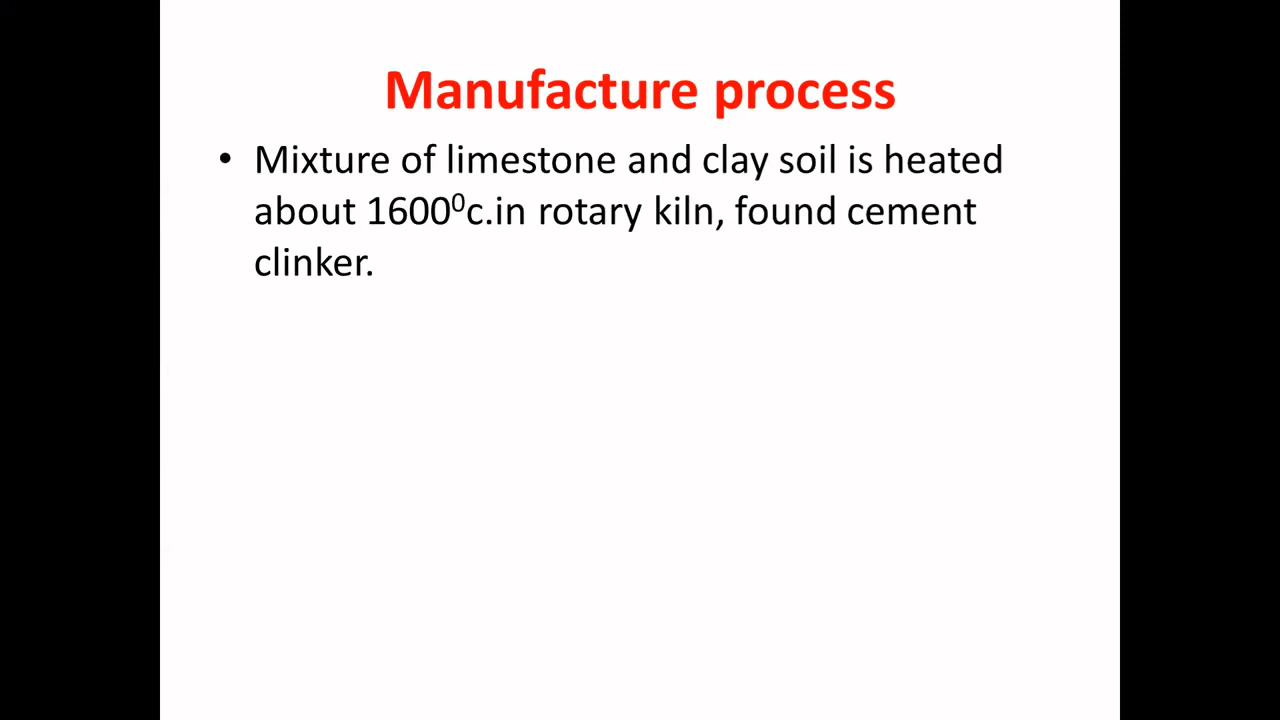 Manufacture process
• Mixture of limestone and clay soil is heated
about 1600⁰c.in rotary kiln, found cement
clinker.